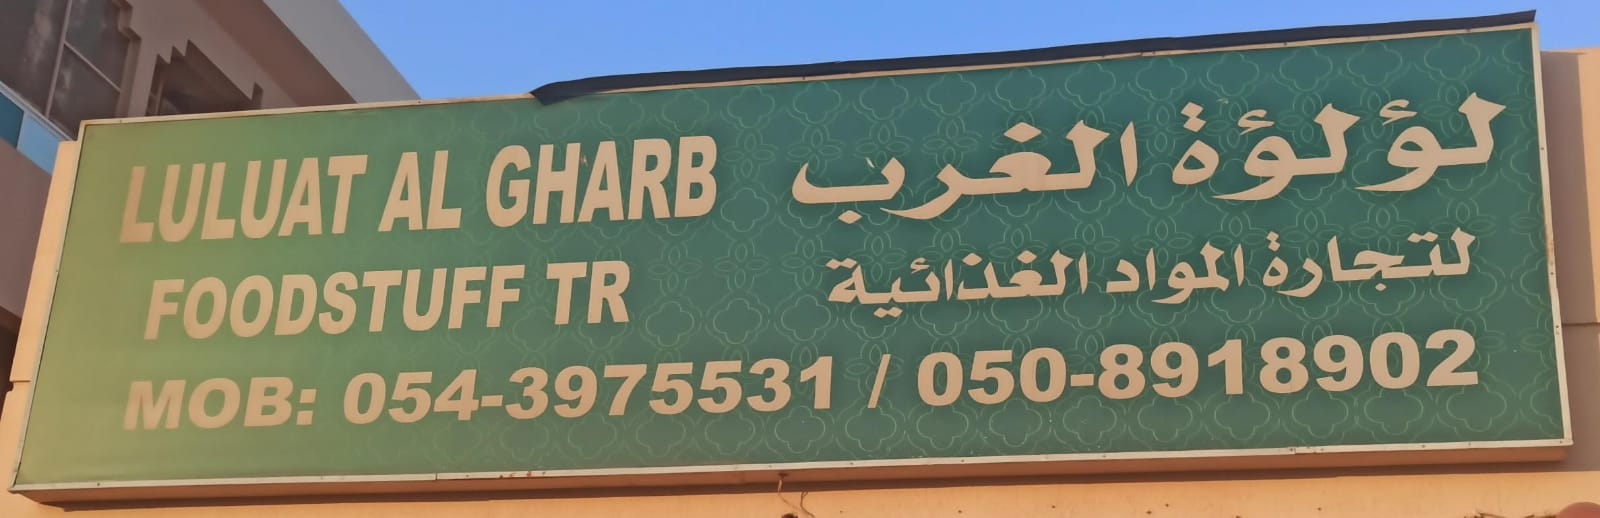 LULUAT AL GHARB
لؤلؤة الغرب
FOODSTUFF TR
لتجارة المواد الغذائية
MOB: 054-3975531 / 050-8918902